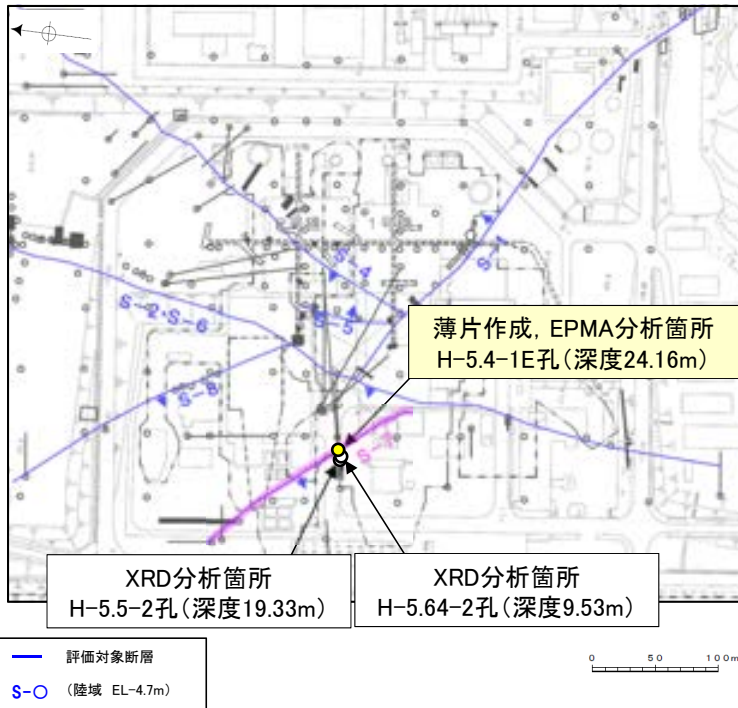 S-4
S-1
S-5
S-2・S-6
S-8
薄片作成, EPMA分析箇所
H-5.4-1E孔(深度24.16m)
S-7
XRD分析箇所
H-5.5-2孔(深度19.33m)
XRD分析箇所
H-5.64-2孔(深度9.53m)
評価対象断層
S-○ (陸域 EL-4.7m)
0 50 100m